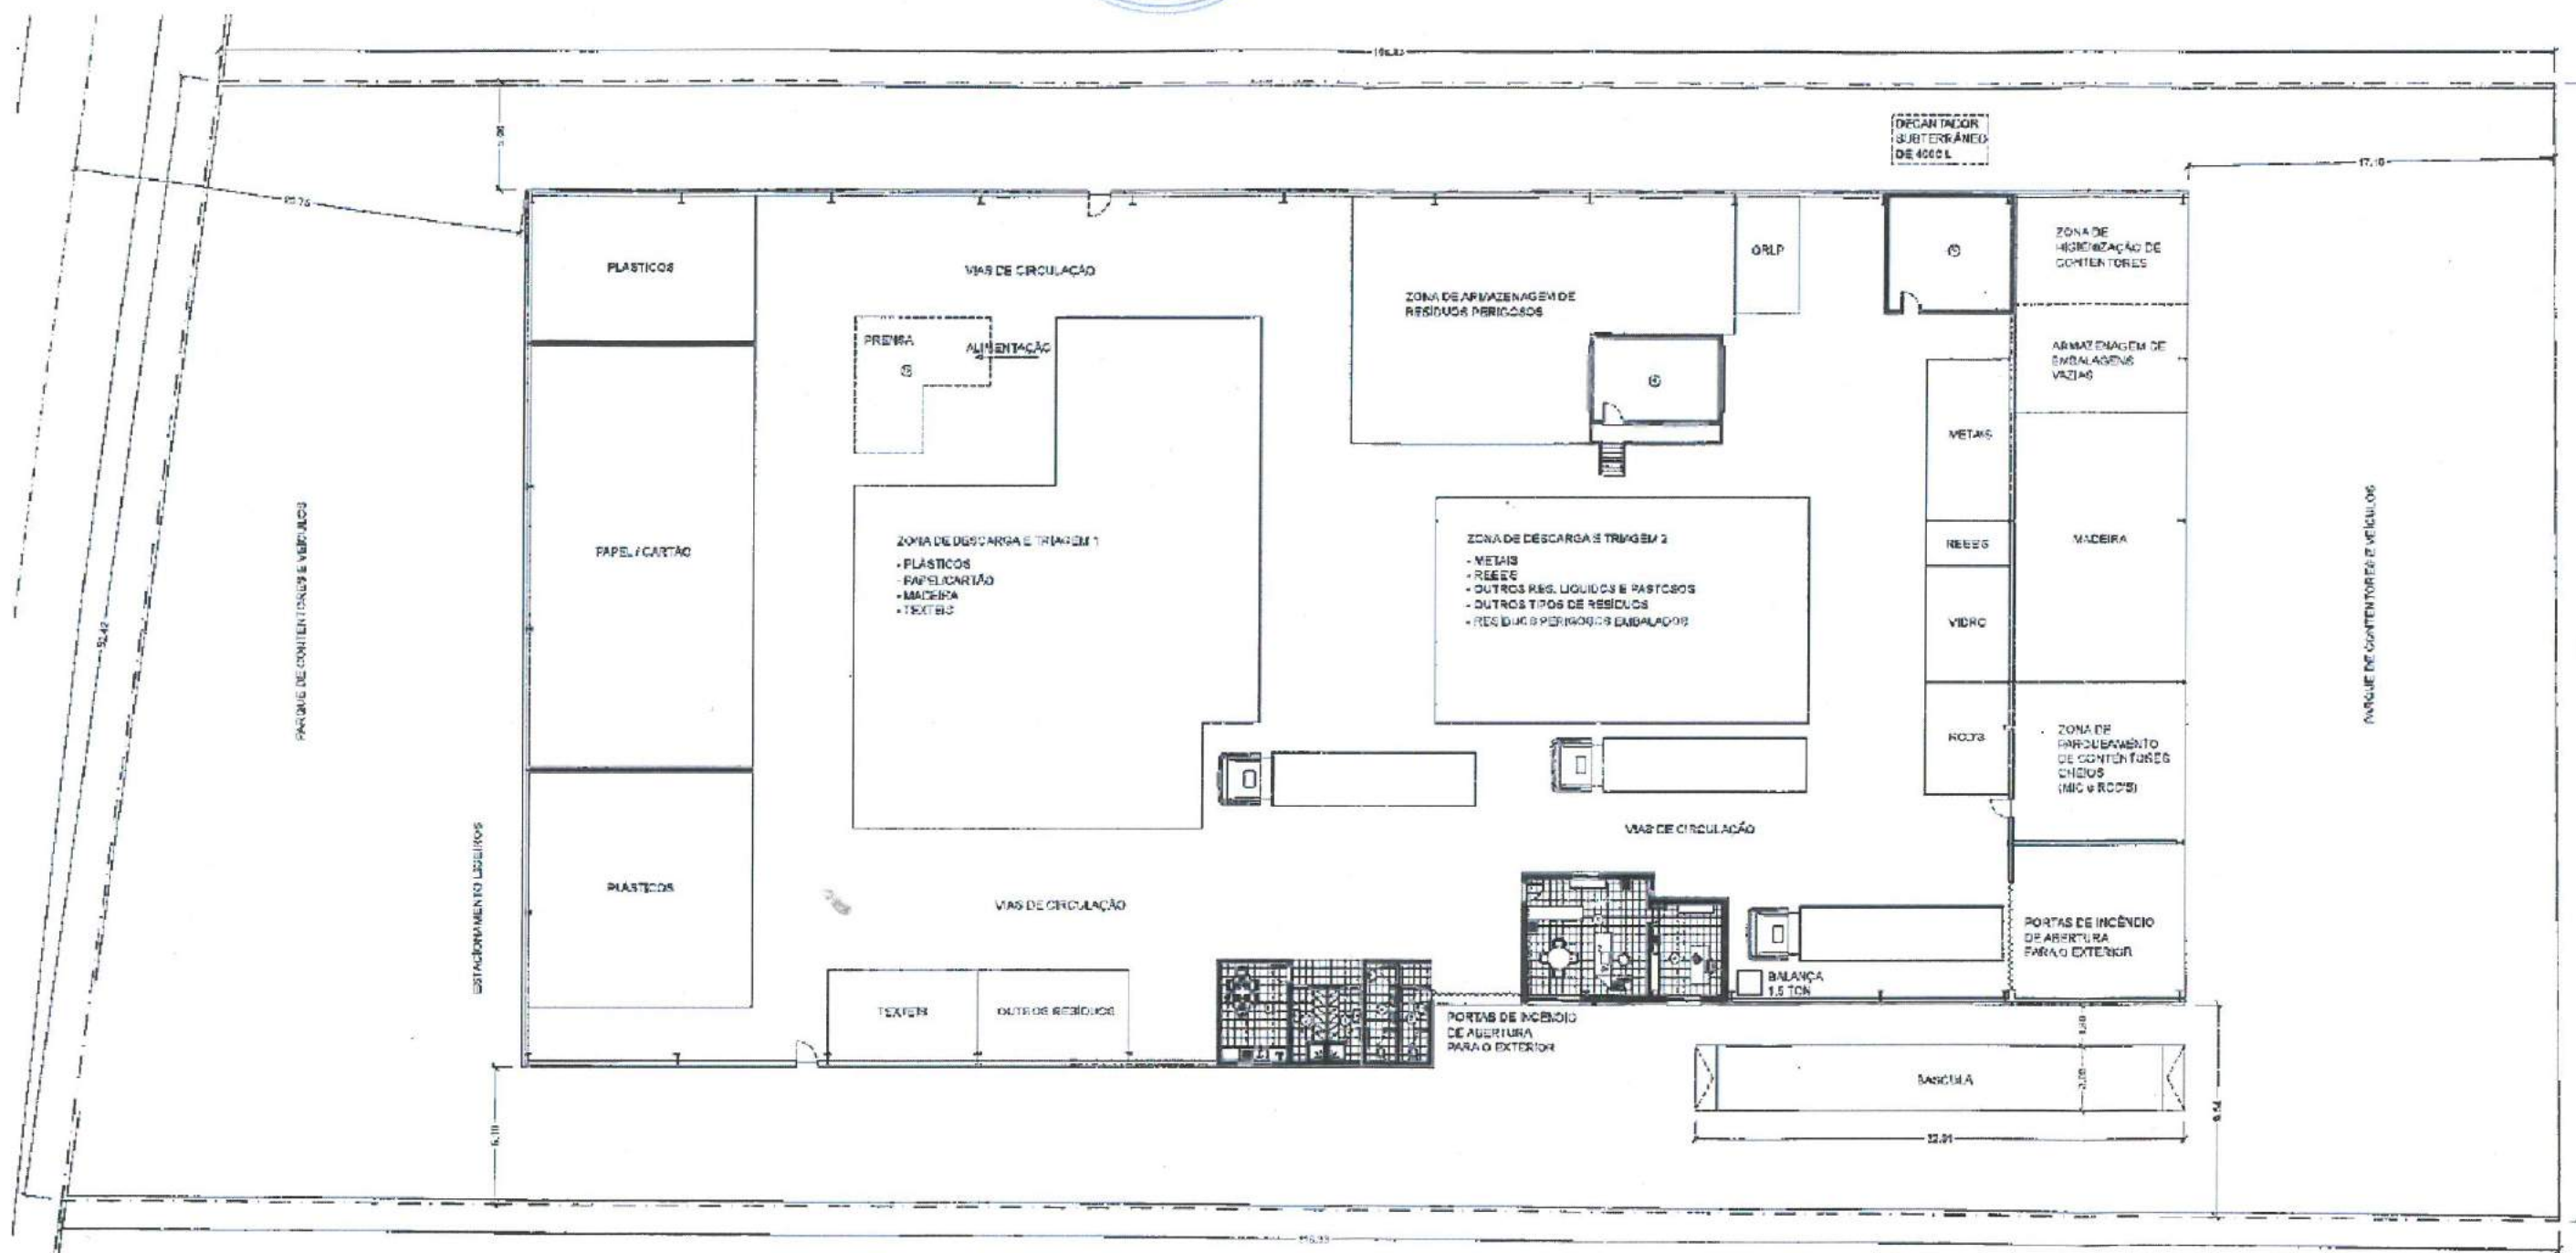 DECANTADOR
SUBTERRÂNEO
DE 4000 L
17.10
PLÁSTICOS
VIAS DE CIRCULAÇÃO
ZONA DE ARMAZENAGEM DE
RESÍDUOS PERIGOSOS
GRLP
ZONA DE
HIGIENIZAÇÃO DE
CONTENTORES
PRENSA
ALIMENTAÇÃO
ARMAZENAGEM DE
EMBALAGENS
VAZIAS
METAIS
PARQUE DE CONTENTORES E VEÍCULOS
PAPEL / CARTÃO
ZONA DE DESCARGA E TRIAGEM 1
- PLÁSTICOS
- PAPEL/CARTÃO
- MADEIRA
- TEXTEIS
ZONA DE DESCARGA E TRIAGEM 2
- METAIS
- REEE'S
- OUTROS RES. LIQUIDOS E PASTOSOS
- OUTROS TIPOS DE RESÍDUOS
- RESÍDUOS PERIGOSOS EMBALADOS
REEE'S
MADEIRA
VIDRO
PARQUE DE CONTENTORES E VEÍCULOS
RCD'S
ZONA DE
PARQUEAMENTO
DE CONTENTORES
CHEIOS
(MIC e RCD'S)
VIAS DE CIRCULAÇÃO
ESTACIONAMENTO LIGEIROS
PLÁSTICOS
VIAS DE CIRCULAÇÃO
PORTAS DE INCÊNDIO
DE ABERTURA
PARA O EXTERIOR
BALANÇA
1.5 TON
TEXTEIS
OUTROS RESÍDUOS
PORTAS DE INCÊNDIO
DE ABERTURA
PARA O EXTERIOR
BASCULA